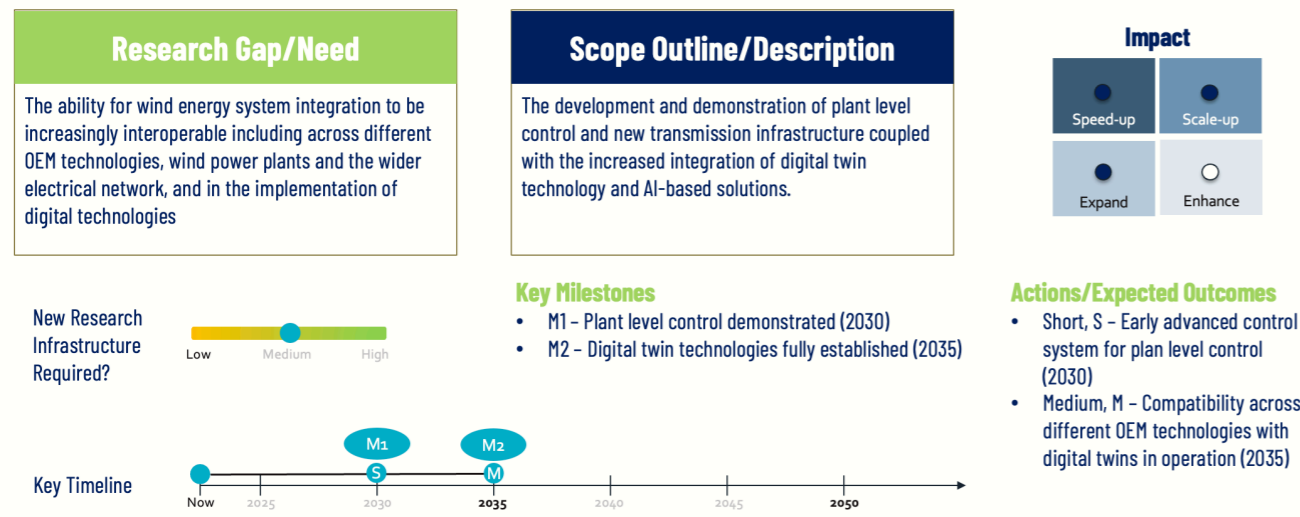 Research Gap/Need
The ability for wind energy system integration to be
increasingly interoperable including across different
OEM technologies, wind power plants and the wider
electrical network, and in the implementation of
digital technologies
Scope Outline/Description
The development and demonstration of plant level
control and new transmission infrastructure coupled
with the increased integration of digital twin
technology and AI-based solutions.
Impact
Speed-up
Scale-up
Expand
Enhance
New Research
Infrastructure
Required?
Low
Medium
High
Key Milestones
• M1 – Plant level control demonstrated (2030)
• M2 – Digital twin technologies fully established (2035)
Actions/Expected Outcomes
• Short, S – Early advanced control
system for plan level control
(2030)
• Medium, M – Compatibility across
different OEM technologies with
digital twins in operation (2035)
Key Timeline
M1
M2
S
M
Now
2025
2030
2035
2040
2045
2050